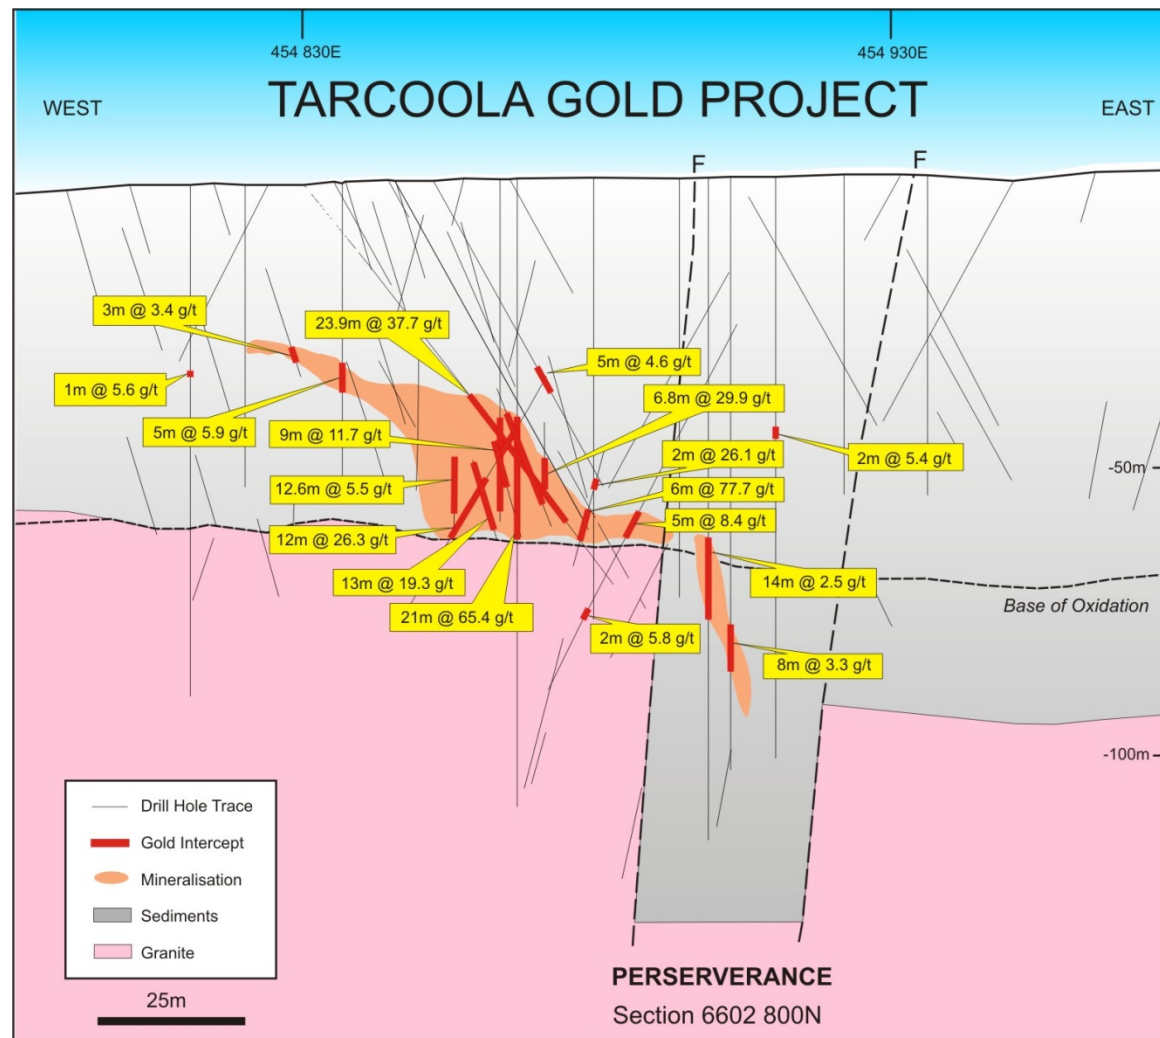 454 830E
454 930E
WEST
TARCOOLA GOLD PROJECT
EAST
F
F
3m @ 3.4 g/t
23.9m @ 37.7 g/t
5m @ 4.6 g/t
1m @ 5.6 g/t
6.8m @ 29.9 g/t
5m @ 5.9 g/t
9m @ 11.7 g/t
2m @ 26.1 g/t
2m @ 5.4 g/t
-50m
12.6m @ 5.5 g/t
6m @ 77.7 g/t
5m @ 8.4 g/t
12m @ 26.3 g/t
13m @ 19.3 g/t
14m @ 2.5 g/t
Base of Oxidation
21m @ 65.4 g/t
2m @ 5.8 g/t
8m @ 3.3 g/t
-100m
Drill Hole Trace
Gold Intercept
Mineralisation
Sediments
Granite
25m
PERSERVERANCE
Section 6602 800N